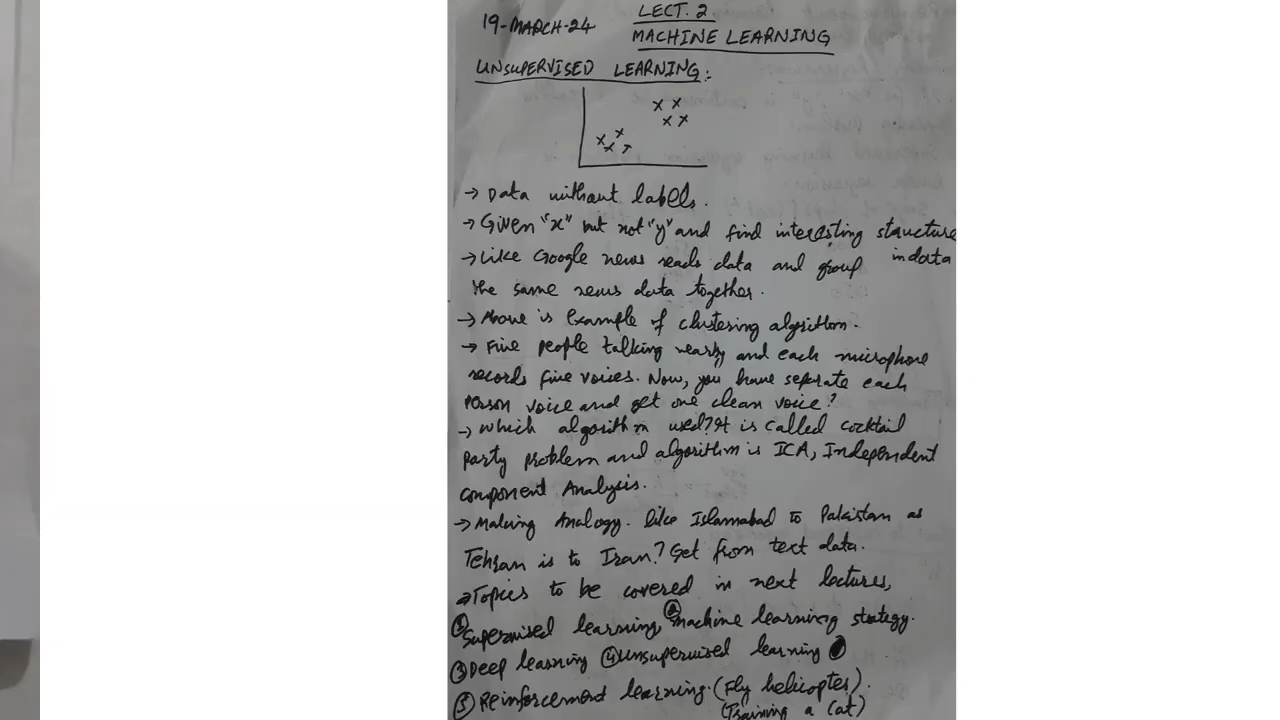 19-MARCH-24 LECT. 2
MACHINE LEARNING
UNSUPERVISED LEARNING:
→ Data without labels.
→ Given "x" but not "y" and find interesting structure
in data
→ Like Google news reads data and group
the same news data together.
→ Above is Example of clustering algorithm.
→ Five people talking nearby and each microphone
records five voices. Now, you have seperate each
person voice and get one clean voice?
→ Which algorithm used? It is called cocktail
party problem and algorithm is ICA, Independent
component Analysis.
→ Making Analogy. like Islamabad to Pakistan as
Tehran is to Iran? Get from text data.
→ Topics to be covered in next lectures,
① Supervised learning ② machine learning strategy.
③ Deep learning ④ unsupervised learning
⑤ Reinforcement learning. (Fly helicopter).
(Training a Cat)